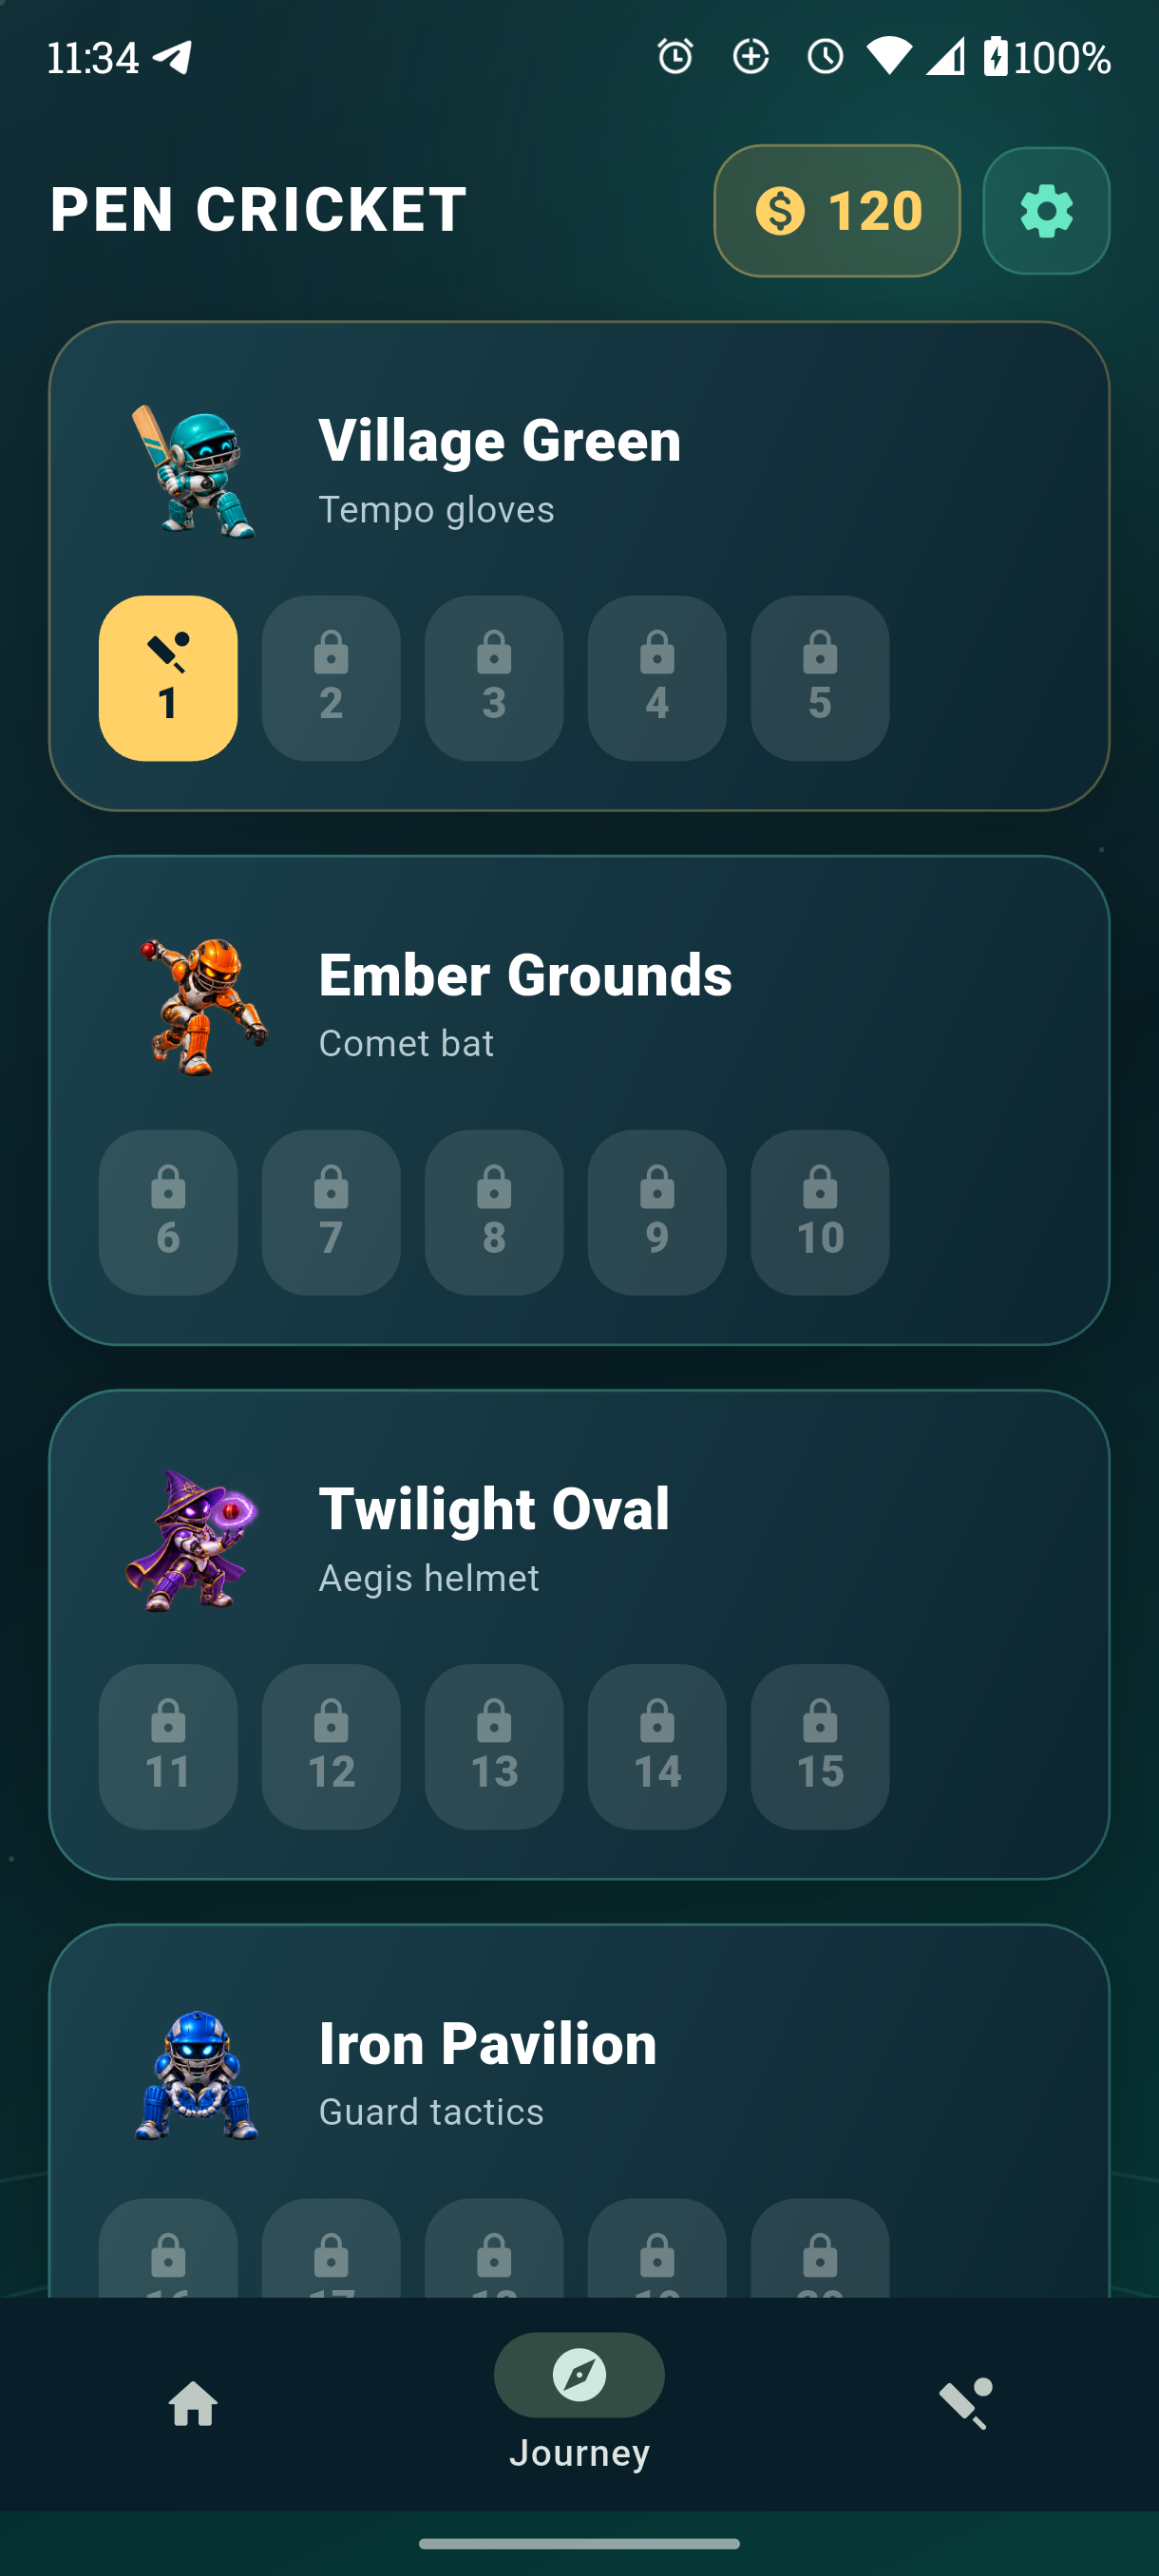 11:34 100%
PEN CRICKET 120
Village Green
Tempo gloves
1 2 3 4 5
Ember Grounds
Comet bat
6 7 8 9 10
Twilight Oval
Aegis helmet
11 12 13 14 15
Iron Pavilion
Guard tactics
Journey